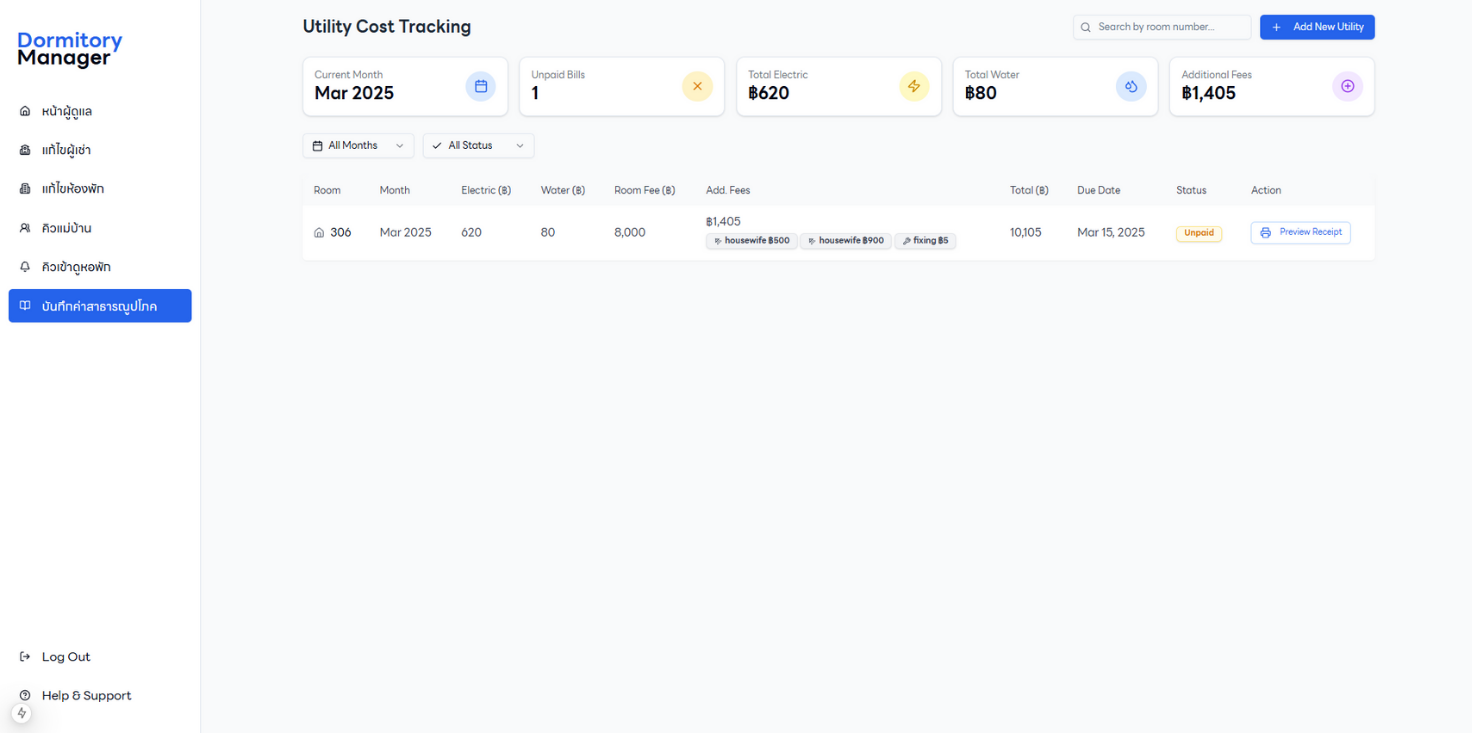 Dormitory
Manager
หน้าผู้ดูแล
แก้ไขผู้เช่า
แก้ไขห้องพัก
คิวแม่บ้าน
คิวเข้าดูหอพัก
บันทึกค่าสาธารณูปโภค
Log Out
Help & Support
Utility Cost Tracking
Search by room number...
Add New Utility
Current Month
Mar 2025
Unpaid Bills
1
Total Electric
฿620
Total Water
฿80
Additional Fees
฿1,405
All Months
All Status
Room Month Electric (฿) Water (฿) Room Fee (฿) Add. Fees Total (฿) Due Date Status Action
306 Mar 2025 620 80 8,000 ฿1,405 10,105 Mar 15, 2025 Unpaid Preview Receipt
housewife ฿500 housewife ฿900 fixing ฿5